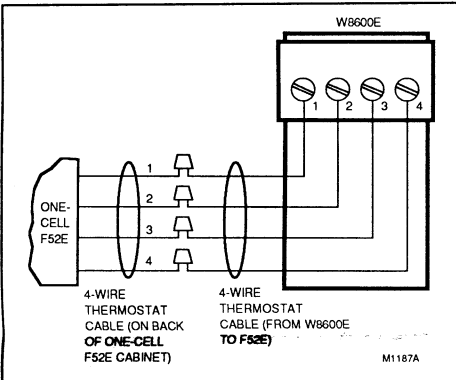 W8600E
1 2 3 4
1
2
3
4
ONE-
CELL
F52E
4-WIRE
THERMOSTAT
CABLE (ON BACK
OF ONE-CELL
F52E CABINET)
4-WIRE
THERMOSTAT
CABLE (FROM W8600E
TO F52E)
M1187A